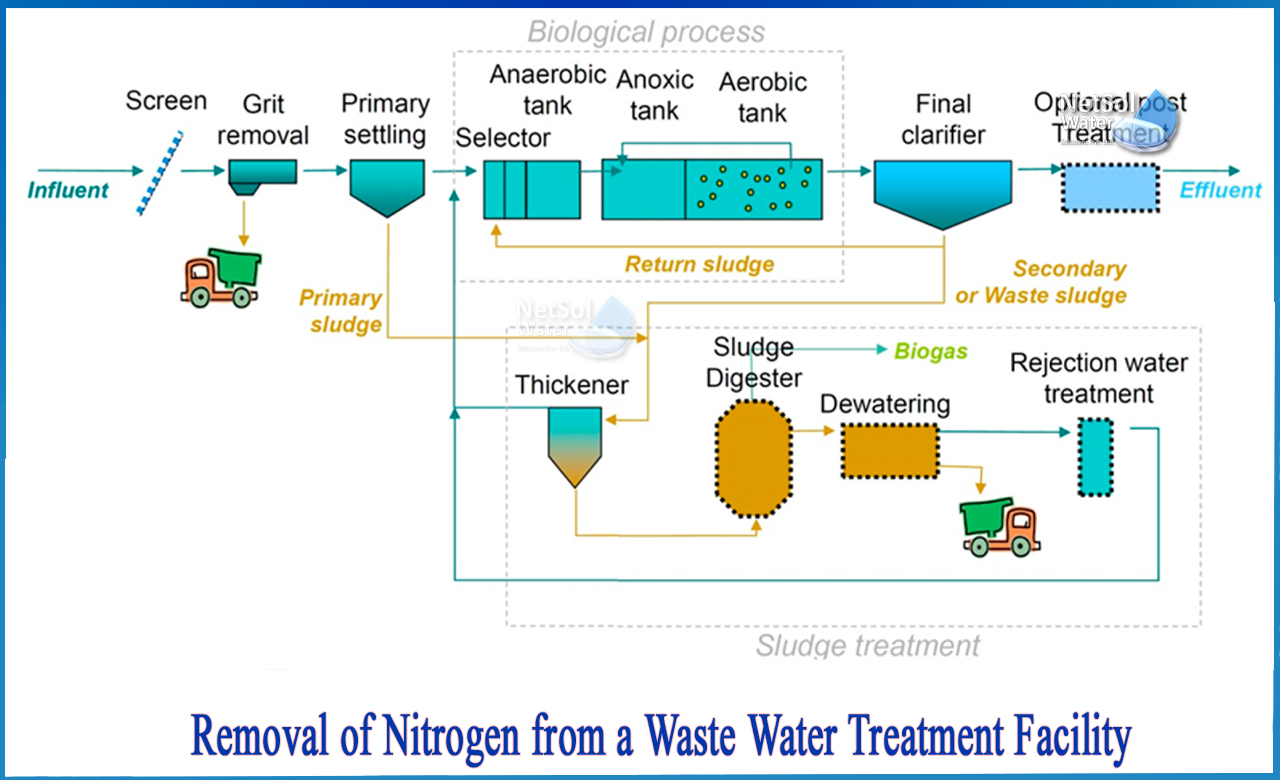 Biological process
Anaerobic
tank
Anoxic
tank
Aerobic
tank
Screen
Grit
removal
Primary
settling
Selector
Final
clarifier
Optional post
Treatment
NetSol
Water
Influent
Effluent
Return sludge
Secondary
or Waste sludge
Primary
sludge
NetSol
Water
Sludge
Digester
Biogas
Thickener
Dewatering
Rejection water
treatment
Sludge treatment
Removal of Nitrogen from a Waste Water Treatment Facility